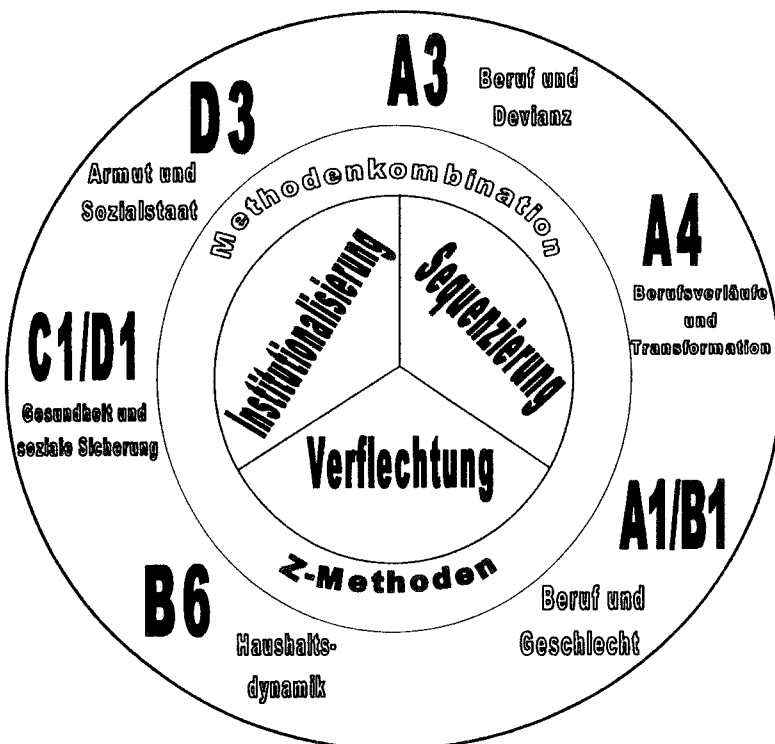 A3
Beruf und
Devianz
D3
Armut und
Sozialstaat
Methodenkombination
A4
Berufsverläufe
und
Transformation
Institutionalisierung
Sequenzierung
Verflechtung
C1/D1
Gesundheit und
soziale Sicherung
A1/B1
Beruf und
Geschlecht
Z-Methoden
B6
Haushalts-
dynamik